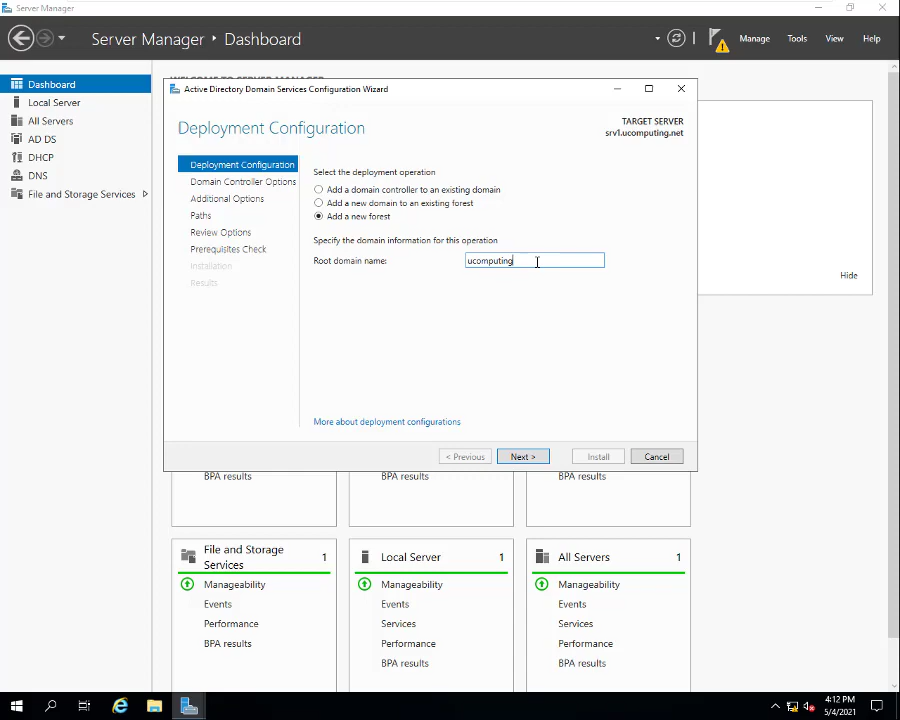 Server Manager
Server Manager • Dashboard
Manage
Tools
View
Help
Dashboard
Local Server
All Servers
AD DS
DHCP
DNS
File and Storage Services
WELCOME TO SERVER MANAGER
Active Directory Domain Services Configuration Wizard
Deployment Configuration
TARGET SERVER
srv1.ucomputing.net
Deployment Configuration
Domain Controller Options
Additional Options
Paths
Review Options
Prerequisites Check
Installation
Results
Select the deployment operation
Add a domain controller to an existing domain
Add a new domain to an existing forest
Add a new forest
Specify the domain information for this operation
Root domain name:
ucomputing
More about deployment configurations
< Previous
Next >
Install
Cancel
Hide
BPA results
BPA results
BPA results
File and Storage
Services
1
Manageability
Events
Performance
BPA results
Local Server
1
Manageability
Events
Services
Performance
BPA results
All Servers
1
Manageability
Events
Services
Performance
BPA results
4:12 PM
5/4/2021